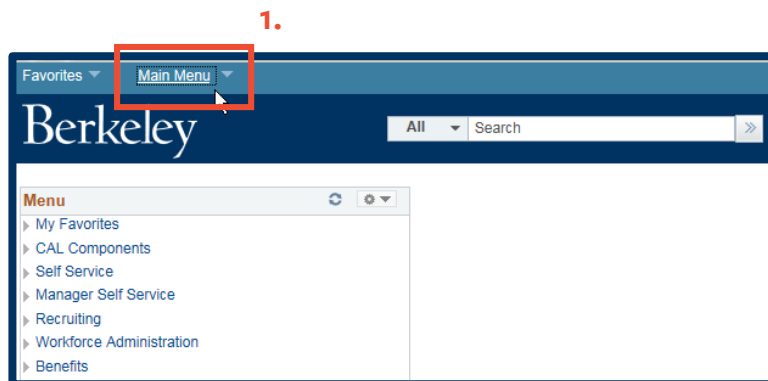 1.
Favorites Main Menu
Berkeley
All Search
Menu
My Favorites
CAL Components
Self Service
Manager Self Service
Recruiting
Workforce Administration
Benefits